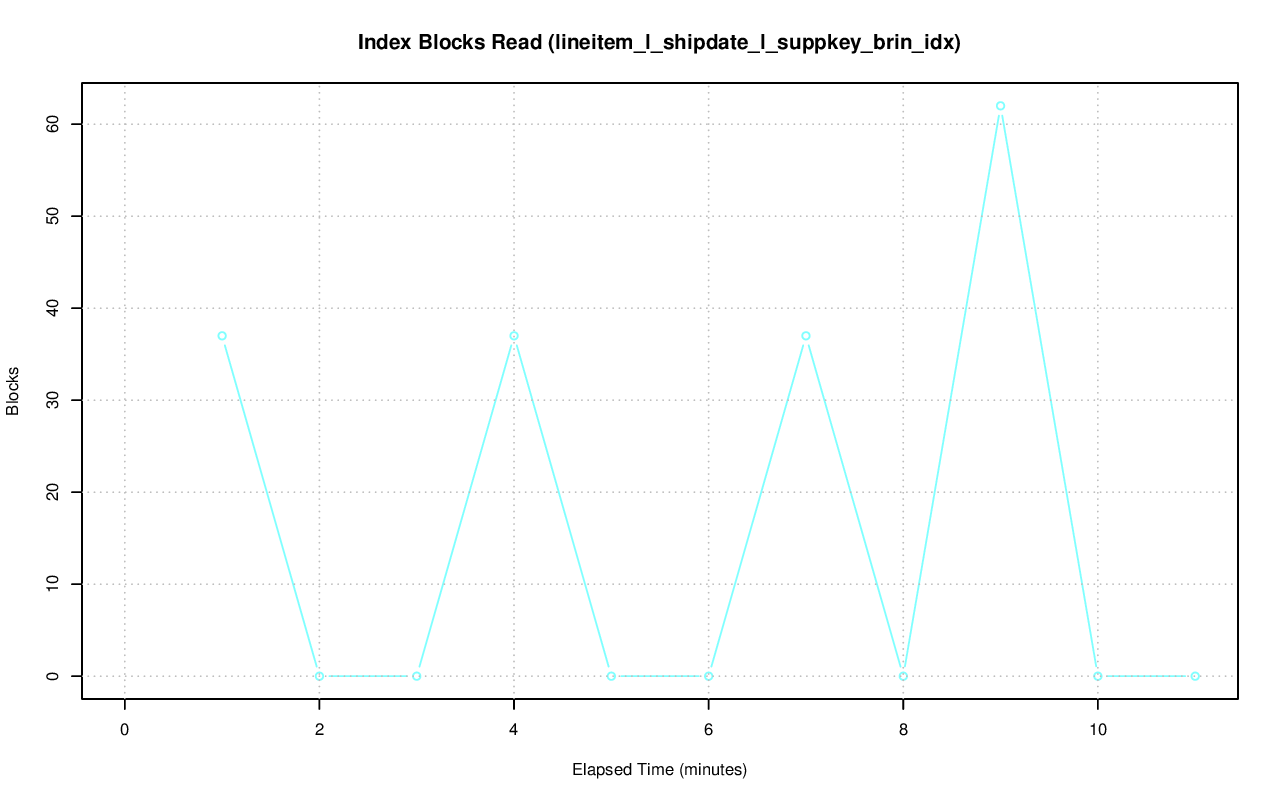 Index Blocks Read (lineitem_l_shipdate_l_suppkey_brin_idx)
60
50
40
30
20
10
0
Blocks
0 2 4 6 8 10
Elapsed Time (minutes)